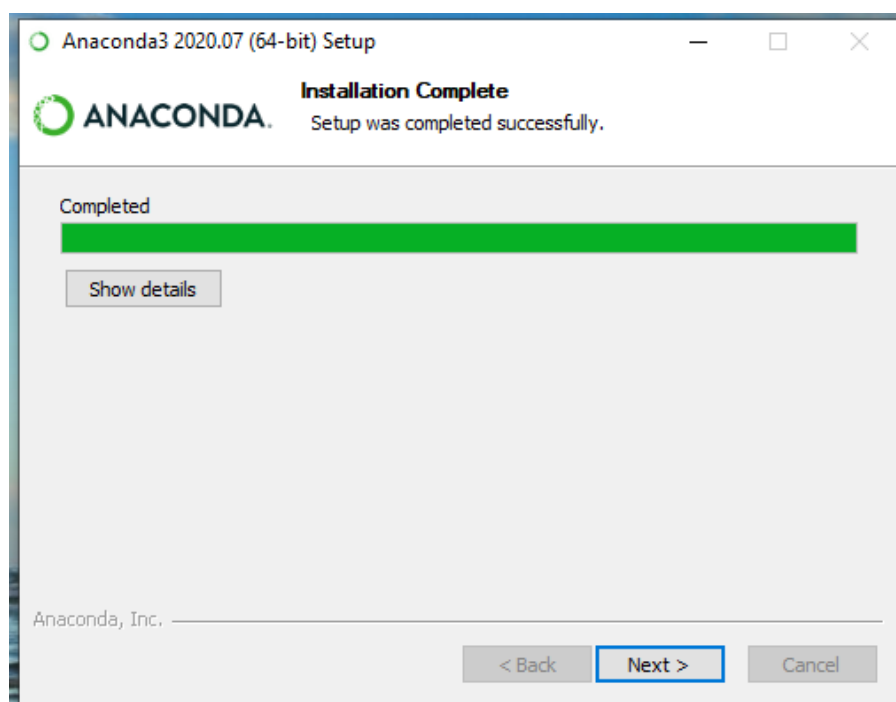 Anaconda3 2020.07 (64-bit) Setup
ANACONDA.
Installation Complete
Setup was completed successfully.
Completed
Show details
Anaconda, Inc.
< Back
Next >
Cancel